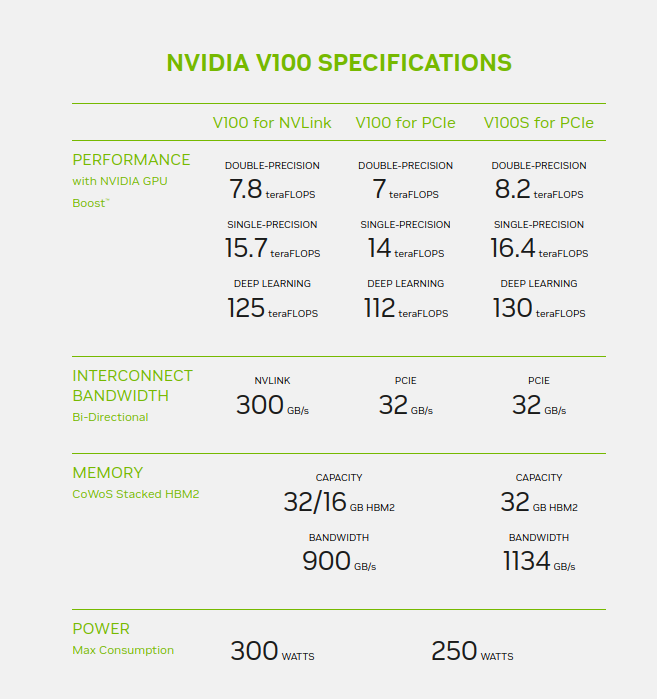 NVIDIA V100 SPECIFICATIONS
V100 for NVLink V100 for PCIe V100S for PCIe
PERFORMANCE
with NVIDIA GPU
Boost™
DOUBLE-PRECISION DOUBLE-PRECISION DOUBLE-PRECISION
7.8 teraFLOPS 7 teraFLOPS 8.2 teraFLOPS
SINGLE-PRECISION SINGLE-PRECISION SINGLE-PRECISION
15.7 teraFLOPS 14 teraFLOPS 16.4 teraFLOPS
DEEP LEARNING DEEP LEARNING DEEP LEARNING
125 teraFLOPS 112 teraFLOPS 130 teraFLOPS
INTERCONNECT
BANDWIDTH
Bi-Directional
NVLINK PCIE PCIE
300 GB/s 32 GB/s 32 GB/s
MEMORY
CoWoS Stacked HBM2
CAPACITY CAPACITY
32/16 GB HBM2 32 GB HBM2
BANDWIDTH BANDWIDTH
900 GB/s 1134 GB/s
POWER
Max Consumption
300 WATTS 250 WATTS